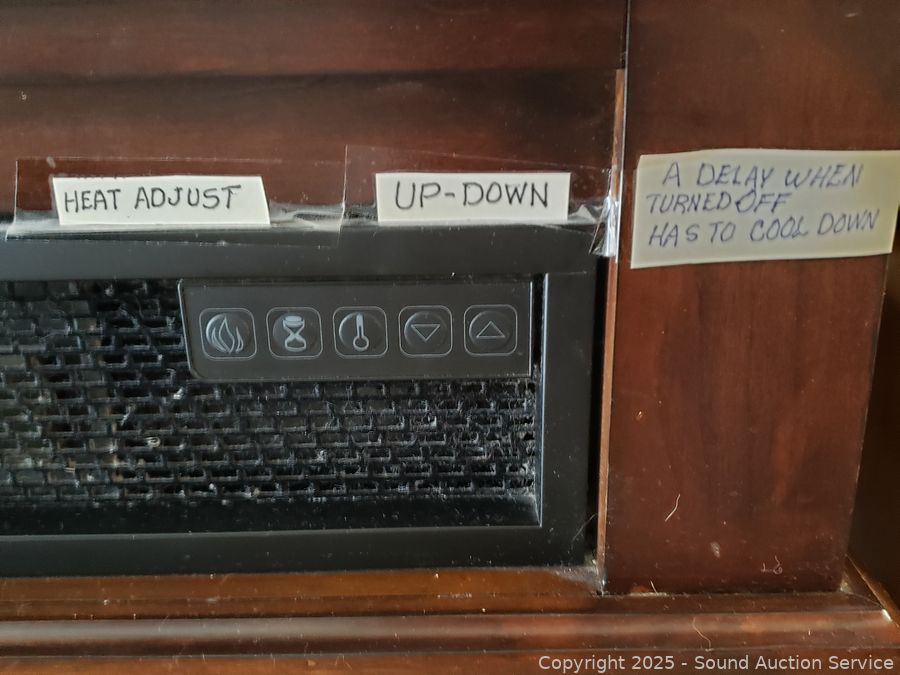 HEAT ADJUST
UP-DOWN
A DELAY WHEN
TURNED OFF
HAS TO COOL DOWN
Copyright 2025 - Sound Auction Service